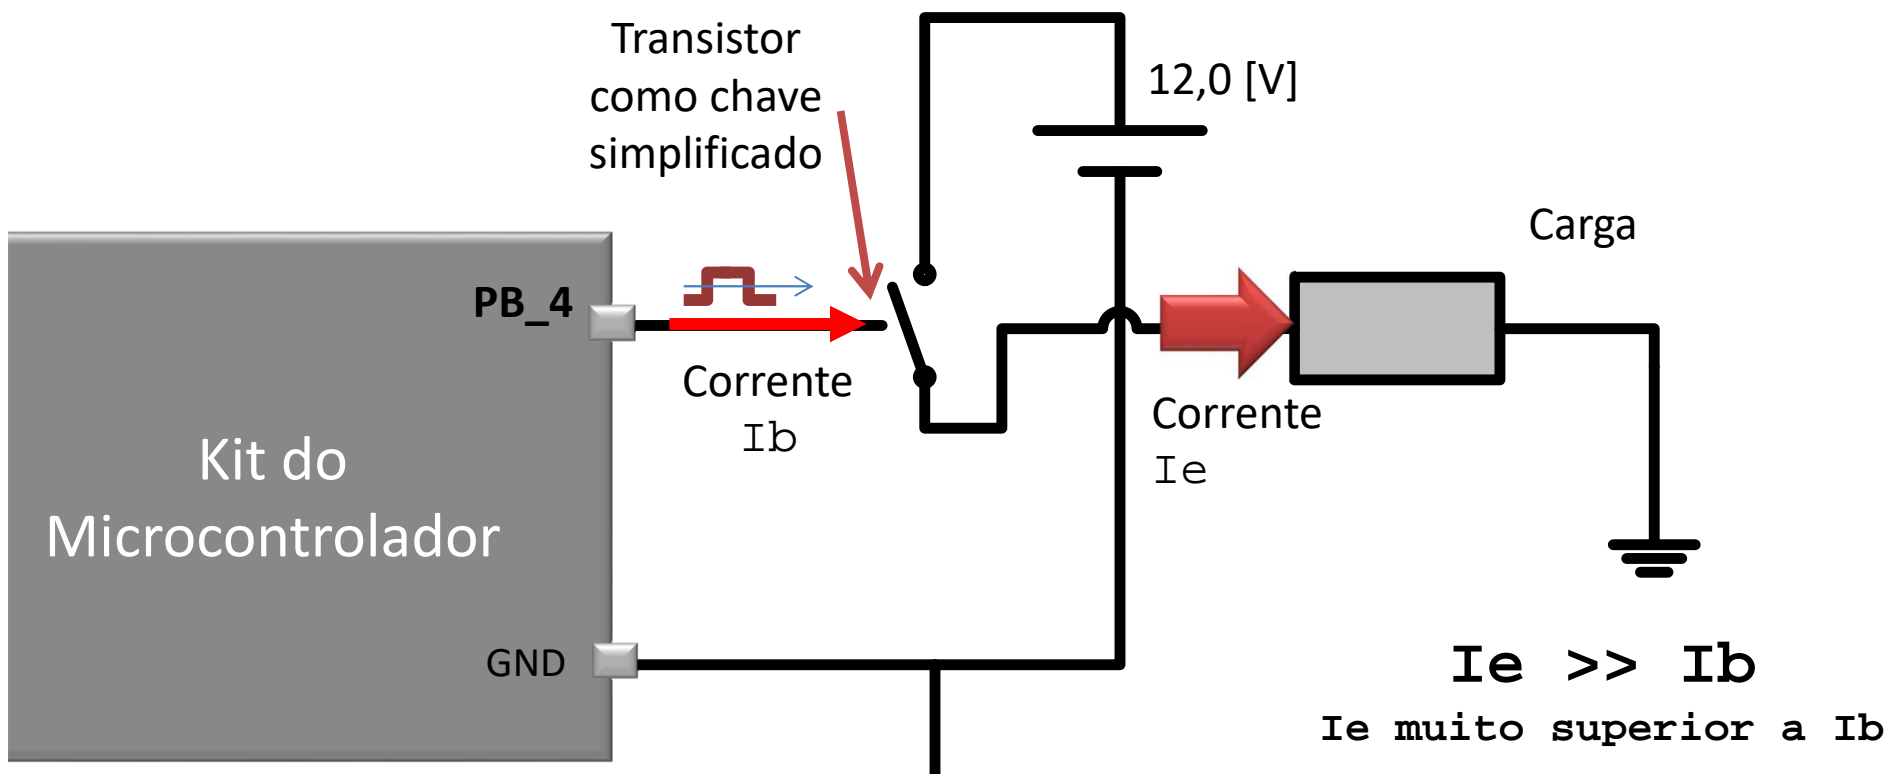 Transistor
como chave
simplificado
12,0 [V]
Carga
PB_4
Corrente
Ib
Corrente
Ie
Kit do
Microcontrolador
GND
Ie >> Ib
Ie muito superior a Ib